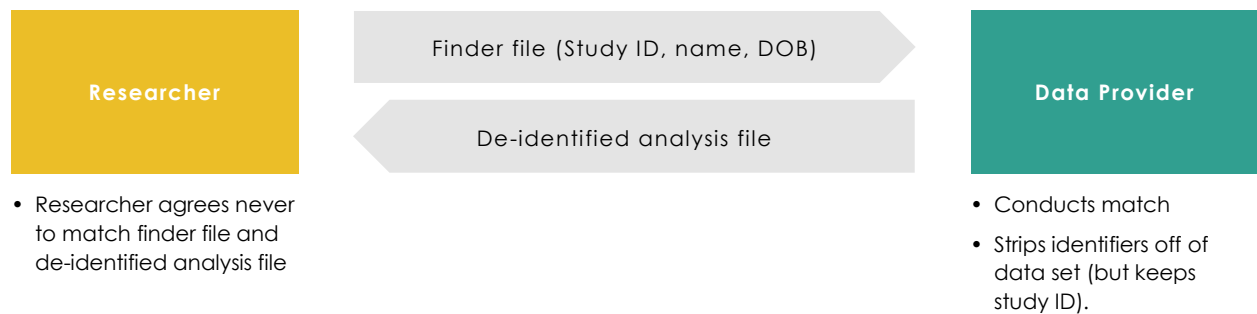 Researcher
Finder file (Study ID, name, DOB)
De-identified analysis file
Data Provider
• Researcher agrees never
to match finder file and
de-identified analysis file
• Conducts match
• Strips identifiers off of
data set (but keeps
study ID).